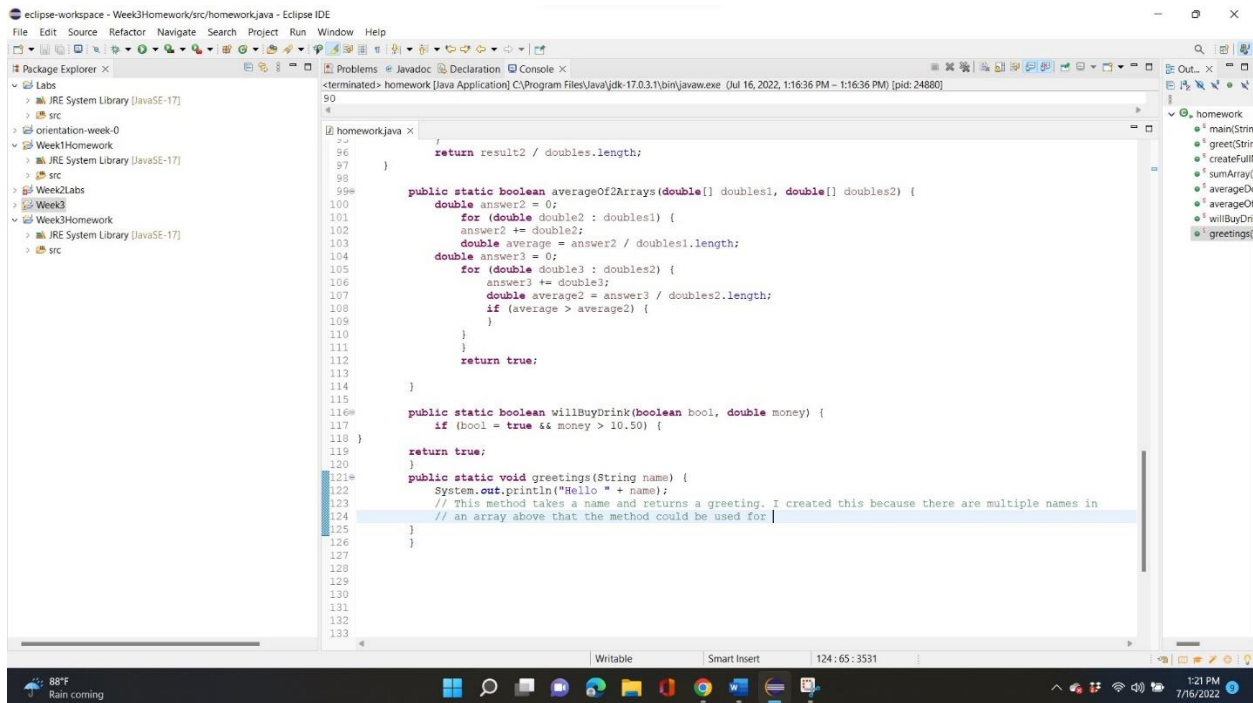 eclipse-workspace - Week3Homework/src/homework.java - Eclipse IDE
File Edit Source Refactor Navigate Search Project Run Window Help
Package Explorer
Labs
JRE System Library [JavaSE-17]
src
orientation-week-0
Week1Homework
JRE System Library [JavaSE-17]
src
Week2Labs
Week3
Week3Homework
JRE System Library [JavaSE-17]
src
Problems @ Javadoc Declaration Console
<terminated> homework [Java Application] C:\Program Files\Java\jdk-17.0.3.1\bin\javaw.exe (Jul 16, 2022, 1:16:36 PM – 1:16:36 PM) [pid: 24880]
90
homework.java
95 }
96 return result2 / doubles.length;
97 }
98
99 public static boolean averageOf2Arrays(double[] doubles1, double[] doubles2) {
100 double answer2 = 0;
101 for (double double2 : doubles1) {
102 answer2 += double2;
103 double average = answer2 / doubles1.length;
104 double answer3 = 0;
105 for (double double3 : doubles2) {
106 answer3 += double3;
107 double average2 = answer3 / doubles2.length;
108 if (average > average2) {
109 }
110 }
111 }
112 return true;
113
114 }
115
116 public static boolean willBuyDrink(boolean bool, double money) {
117 if (bool = true && money > 10.50) {
118 }
119 return true;
120 }
121 public static void greetings(String name) {
122 System.out.println("Hello " + name);
123 // This method takes a name and returns a greeting. I created this because there are multiple names in
124 // an array above that the method could be used for
125 }
126 }
127
128
129
130
131
132
133
Out...
homework
main(Strin
greet(Strin
createFullN
sumArray(
averageDo
averageOf
willBuyDri
greetings(
Writable Smart Insert 124 : 65 : 3531
88°F
Rain coming
1:21 PM
7/16/2022
9